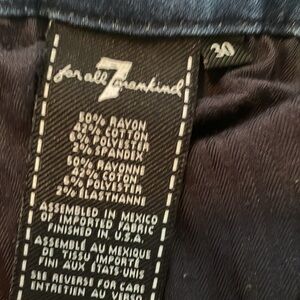 30
7
for all mankind
50% RAYON
42% COTTON
6% POLYESTER
2% SPANDEX
50% RAYONNE
42% COTON
6% POLYESTER
2% ELASTHANNE
ASSEMBLED IN MEXICO
OF IMPORTED FABRIC
FINISHED IN U.S.A.
ASSEMBLÉ AU MEXIQUE
DE TISSU IMPORTÉ
FINI AUX ÉTATS-UNIS
SEE REVERSE FOR CARE
ENTRETIEN AU VERSO